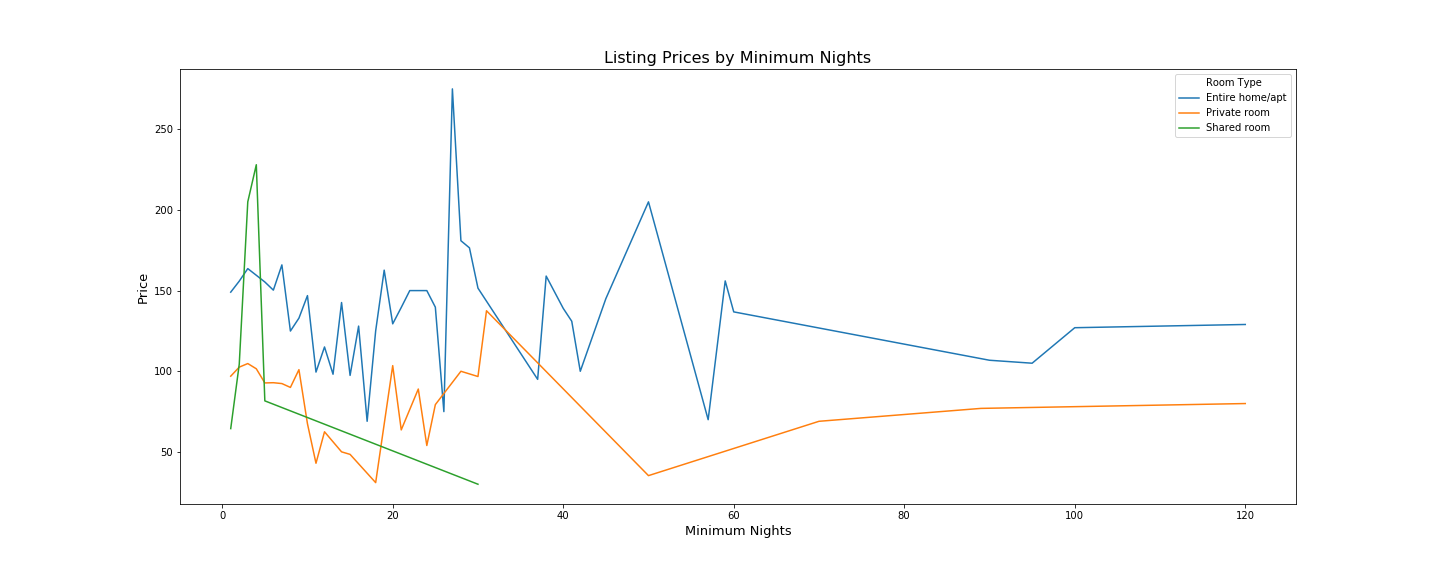 Listing Prices by Minimum Nights
Room Type
Entire home/apt
Private room
Shared room
Price
250
200
150
100
50
0
20
40
60
80
100
120
Minimum Nights